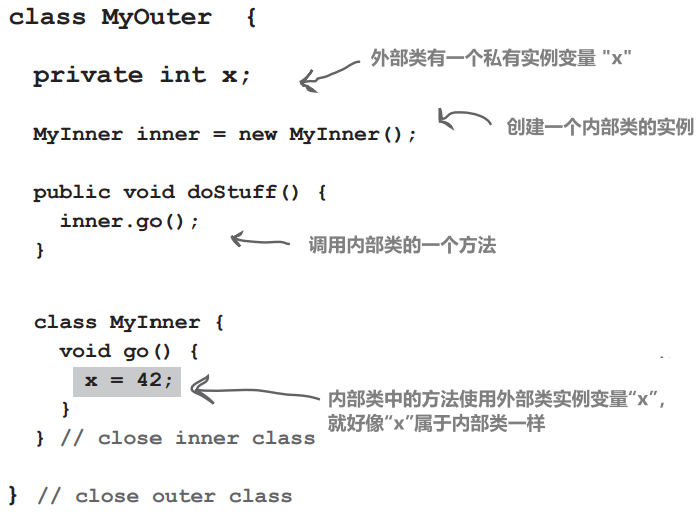 class MyOuter {
private int x;
外部类有一个私有实例变量 "x"
MyInner inner = new MyInner();
创建一个内部类的实例
public void doStuff() {
inner.go();
}
调用内部类的一个方法
class MyInner {
void go() {
x = 42;
内部类中的方法使用外部类实例变量“x”,
就好像“x”属于内部类一样
}
} // close inner class
} // close outer class